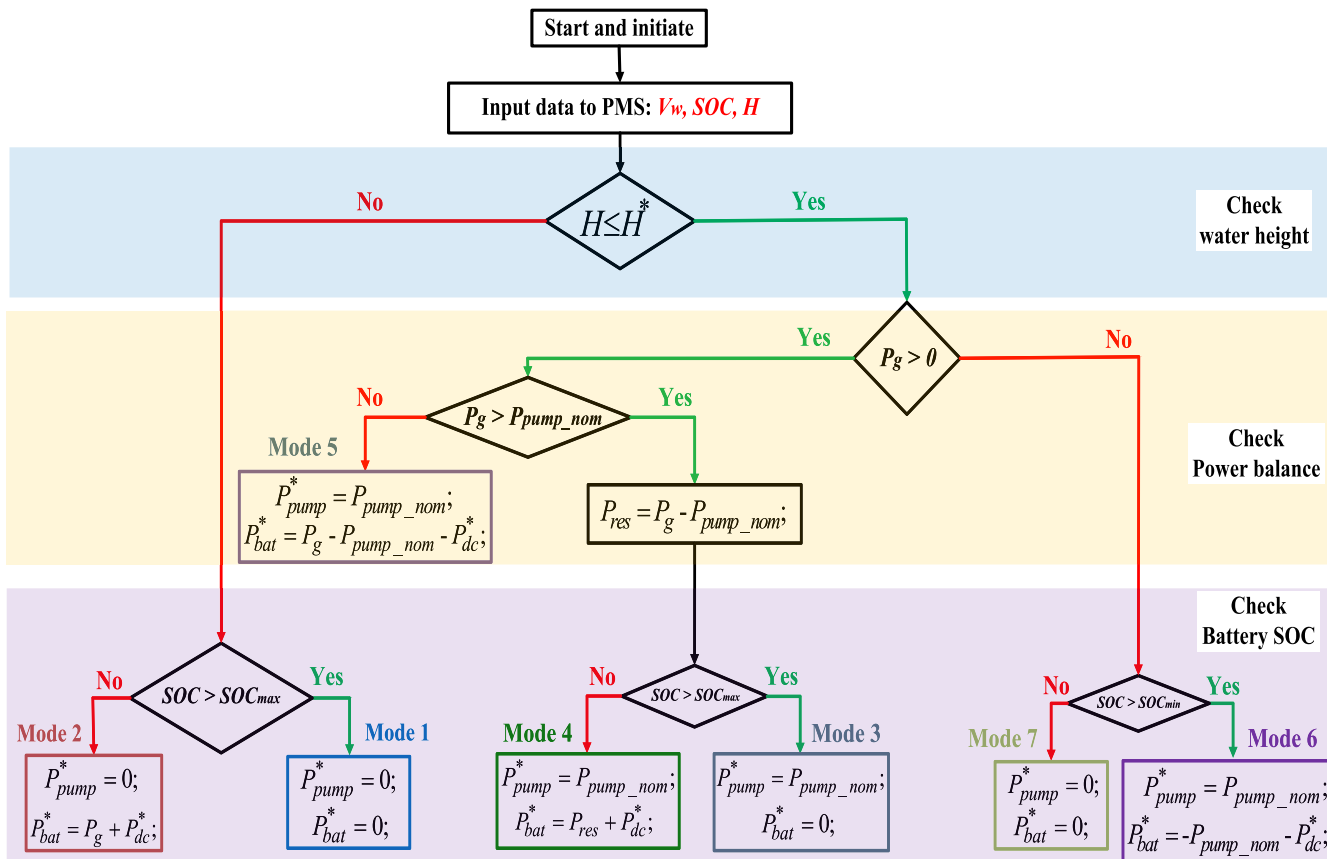 Start and initiate
Input data to PMS: Vw, SOC, H
No
Yes
H≤H*
Check
water height
Yes
No
Pg > 0
No
Yes
Pg > Ppump_nom
Check
Power balance
Mode 5
P*pump = Ppump_nom;
P*bat = Pg - Ppump_nom - P*dc;
Pres = Pg - Ppump_nom;
Check
Battery SOC
No
Yes
SOC > SOCmax
No
Yes
SOC > SOCmax
No
Yes
SOC > SOCmin
Mode 2
Mode 1
Mode 4
Mode 3
Mode 7
Mode 6
P*pump = 0;
P*bat = Pg + P*dc;
P*pump = 0;
P*bat = 0;
P*pump = Ppump_nom;
P*bat = Pres + P*dc;
P*pump = Ppump_nom;
P*bat = 0;
P*pump = 0;
P*bat = 0;
P*pump = Ppump_nom;
P*bat = -Ppump_nom - P*dc;